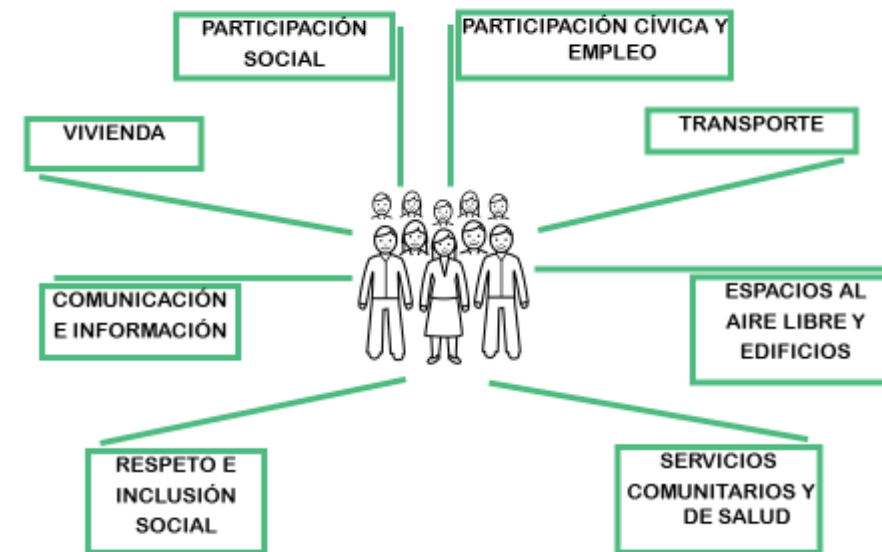 PARTICIPACIÓN
SOCIAL
PARTICIPACIÓN CÍVICA Y
EMPLEO
VIVIENDA
TRANSPORTE
COMUNICACIÓN
E INFORMACIÓN
ESPACIOS AL
AIRE LIBRE Y
EDIFICIOS
RESPETO E
INCLUSIÓN
SOCIAL
SERVICIOS
COMUNITARIOS Y
DE SALUD